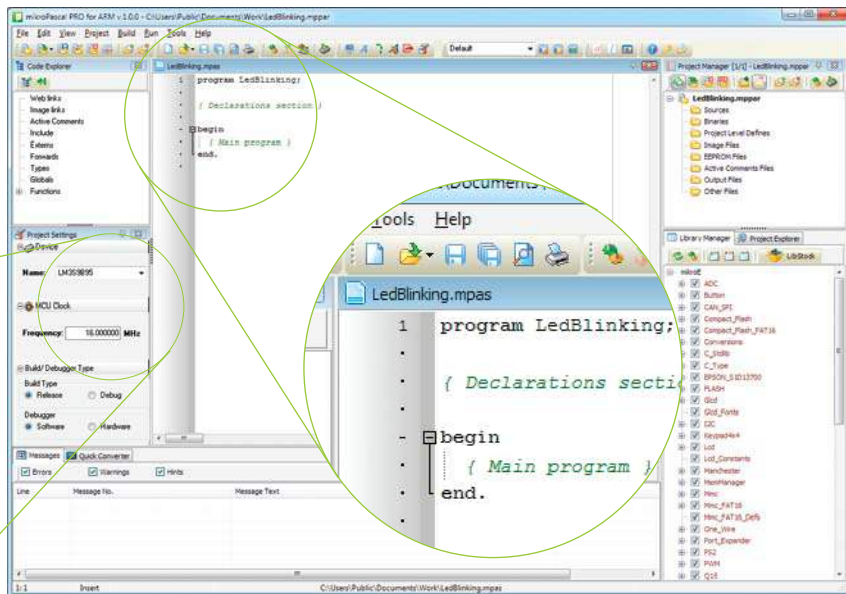 mikroPascal PRO for ARM v.1.0.0 - C:\Users\Public\Documents\Work\LedBlinking.mppar
File Edit View Project Build Run Tools Help
Default
Code Explorer
Web links
Image links
Active Comments
Include
Externs
Forwards
Types
Globals
Functions
LedBlinking.mpas
1 program LedBlinking;
{ Declarations section }
begin
{ Main program }
end.
Project Manager [1/1] - LedBlinking.mppar
LedBlinking.mppar
Sources
Binaries
Project Level Defines
Image Files
EEPROM Files
Active Comments Files
Output Files
Other Files
Project Settings
Device
Name: LM3S9B95
MCU Clock
Frequency: 16.000000 MHz
Build/ Debugger Type
Build Type
Release Debug
Debugger
Software Hardware
\Documents\
Tools Help
LedBlinking.mpas
1 program LedBlinking;
{ Declarations secti
begin
{ Main program }
end.
Library Manager Project Explorer
LibStock
mikroE
ADC
Button
CAN_SPI
Compact_Flash
Compact_Flash_FAT16
Conversions
C_Stdlib
C_Type
EPSON_S1D13700
FLASH
Glcd
Glcd_Fonts
I2C
Keypad4x4
Lcd
Lcd_Constants
Manchester
MemManager
Mmc
Mmc_FAT16
Mmc_FAT16_Defs
One_Wire
Port_Expander
PS2
PWM
Q15
Messages Quick Converter
Errors Warnings Hints
Line Message No. Message Text
1:1 Insert C:\Users\Public\Documents\Work\LedBlinking.mpas